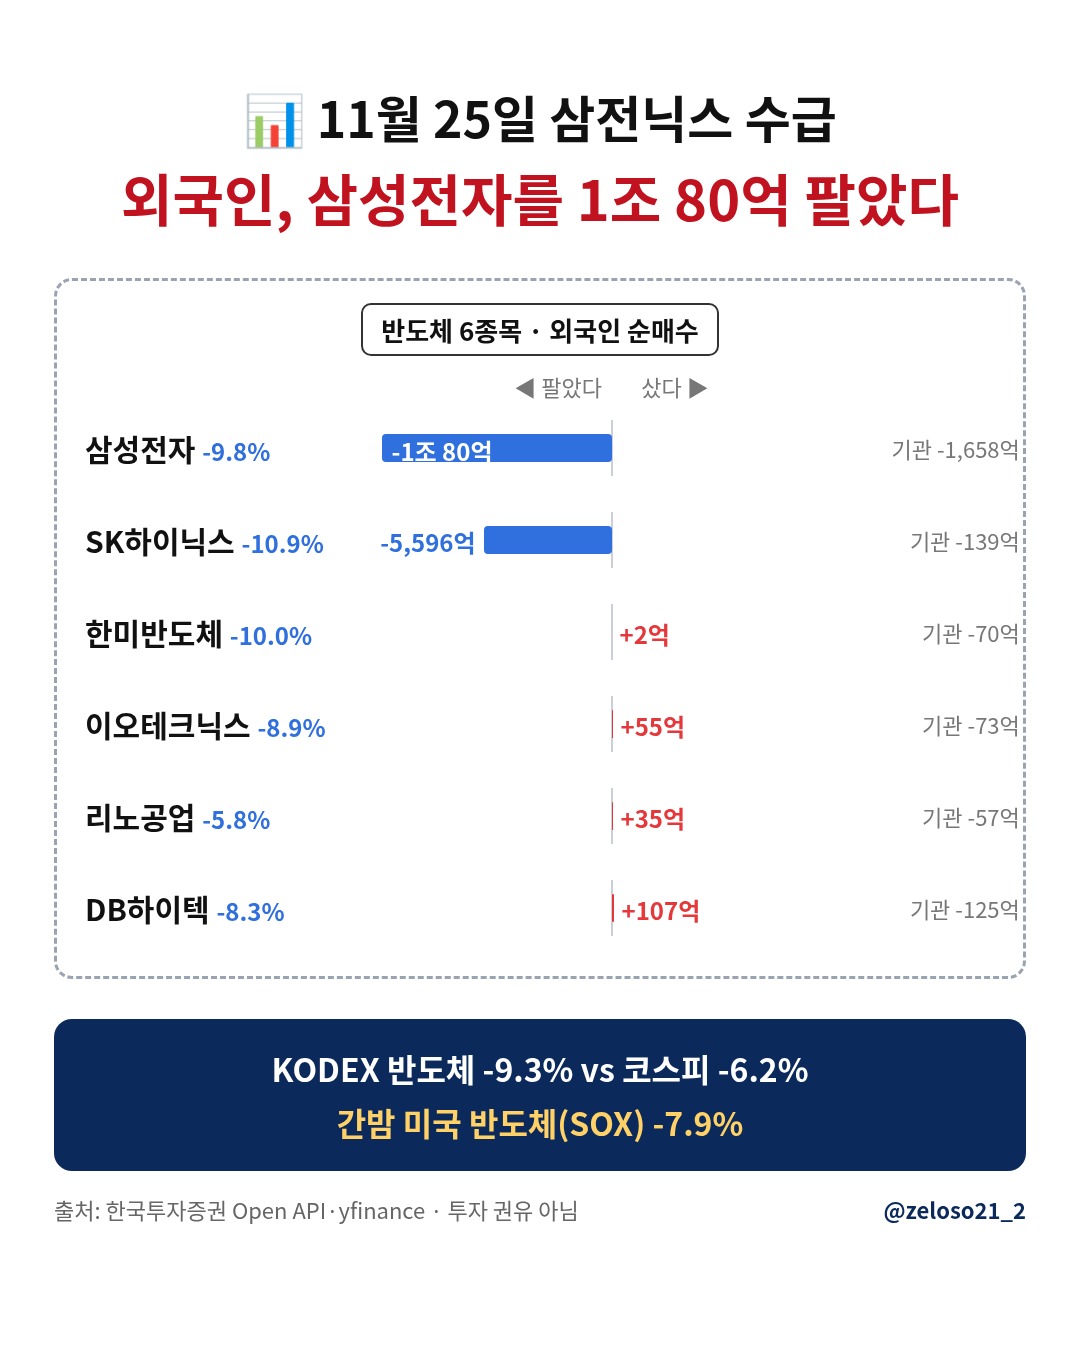 📊 11월 25일 삼전닉스 수급
외국인, 삼성전자를 1조 80억 팔았다
반도체 6종목 · 외국인 순매수
◀ 팔았다 샀다 ▶
삼성전자 -9.8% -1조 80억 기관 -1,658억
SK하이닉스 -10.9% -5,596억 기관 -139억
한미반도체 -10.0% +2억 기관 -70억
이오테크닉스 -8.9% +55억 기관 -73억
리노공업 -5.8% +35억 기관 -57억
DB하이텍 -8.3% +107억 기관 -125억
KODEX 반도체 -9.3% vs 코스피 -6.2%
간밤 미국 반도체(SOX) -7.9%
출처: 한국투자증권 Open API·yfinance · 투자 권유 아님 @zeloso21_2